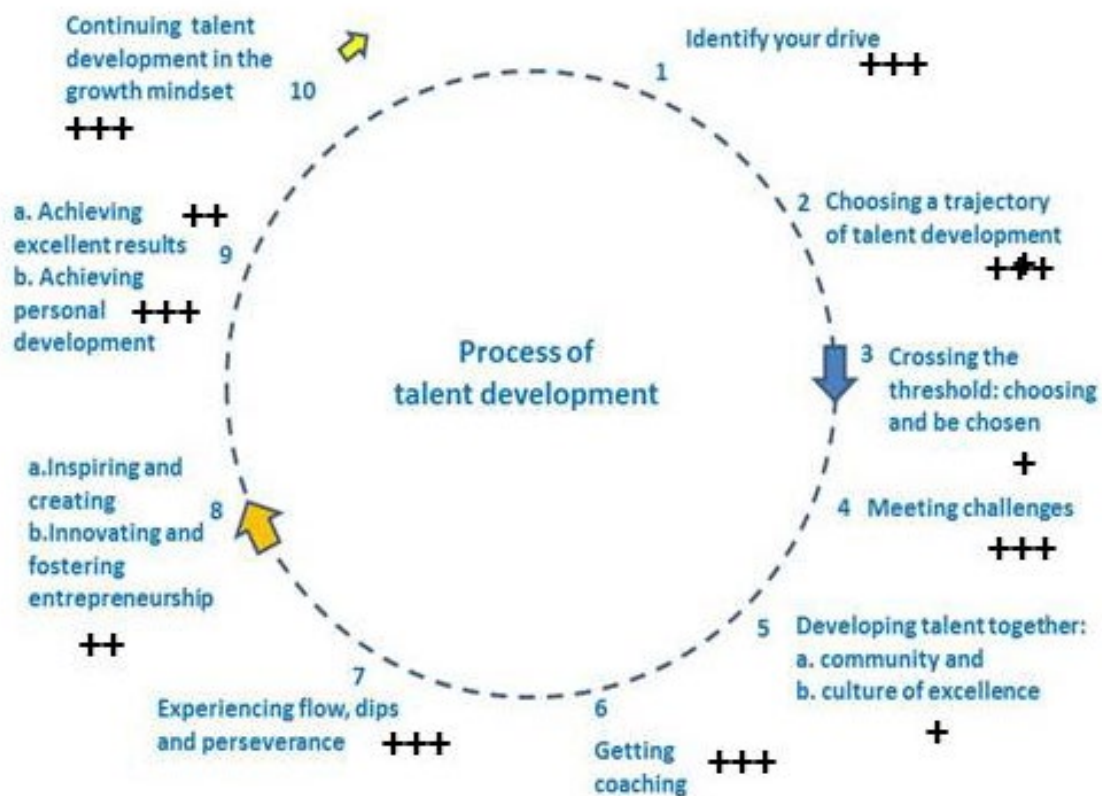 Identify your drive
+++
1
2 Choosing a trajectory
of talent development
+++
3 Crossing the
threshold: choosing
and be chosen
+
4 Meeting challenges
+++
5 Developing talent together:
a. community and
b. culture of excellence
+
6
Getting
coaching +++
7
Experiencing flow, dips
and perseverance +++
a.Inspiring and
creating
8
b.Innovating and
fostering
entrepreneurship
++
a. Achieving ++
excellent results
9
b. Achieving
personal +++
development
Continuing talent
development in the
growth mindset 10
+++
Process of
talent development